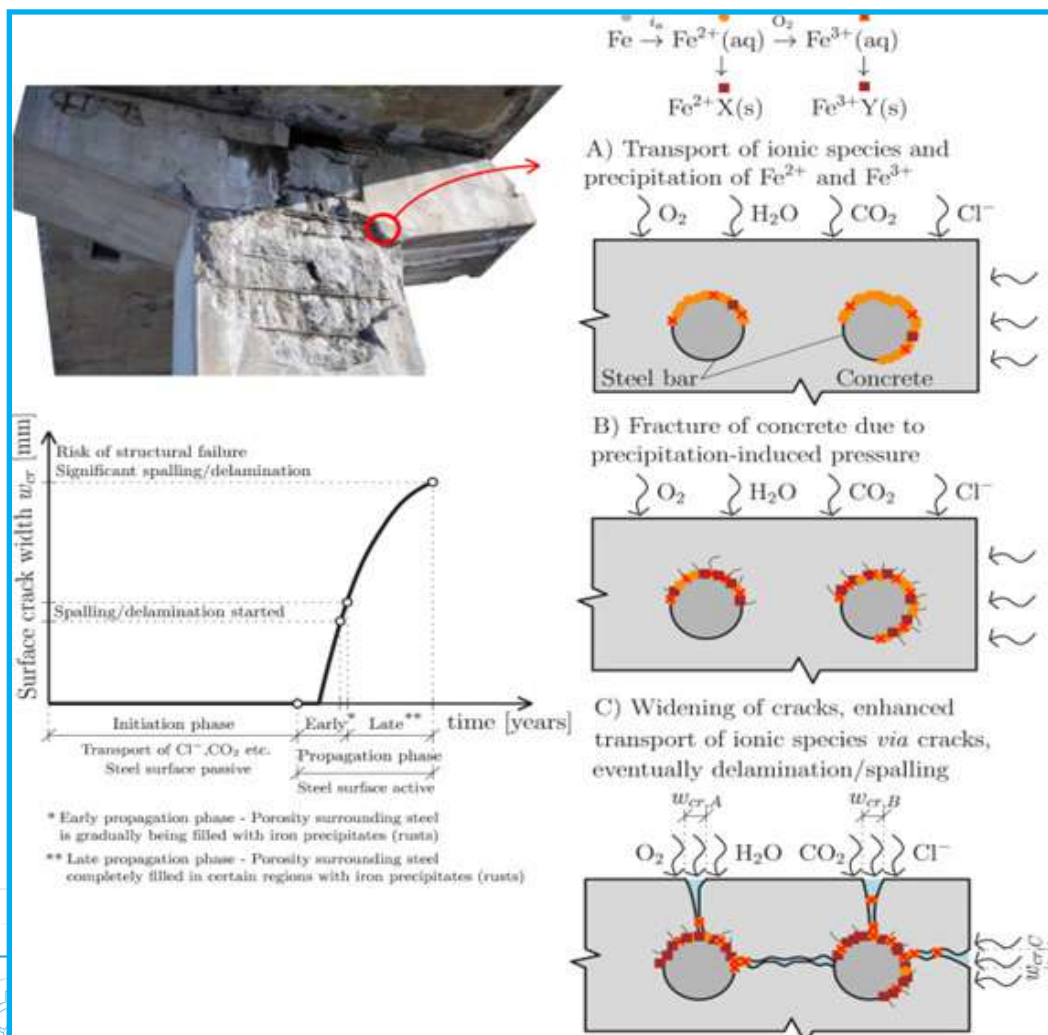 Surface crack width w_cr [mm]
Risk of structural failure
Significant spalling/delamination
Spalling/delamination started
Initiation phase
Early* Late**
time [years]
Transport of Cl⁻,CO₂ etc.
Steel surface passive
Propagation phase
Steel surface active
* Early propagation phase - Porosity surrounding steel
is gradually being filled with iron precipitates (rusts)
** Late propagation phase - Porosity surrounding steel
completely filled in certain regions with iron precipitates (rusts)
Fe →iₐ Fe²⁺(aq) →O₂ Fe³⁺(aq)
↓ ↓
Fe²⁺X(s) Fe³⁺Y(s)
A) Transport of ionic species and
precipitation of Fe²⁺ and Fe³⁺
O₂ H₂O CO₂ Cl⁻
Steel bar Concrete
B) Fracture of concrete due to
precipitation-induced pressure
O₂ H₂O CO₂ Cl⁻
C) Widening of cracks, enhanced
transport of ionic species via cracks,
eventually delamination/spalling
w_cr,A w_cr,B
O₂ H₂O CO₂ Cl⁻
w_cr,C